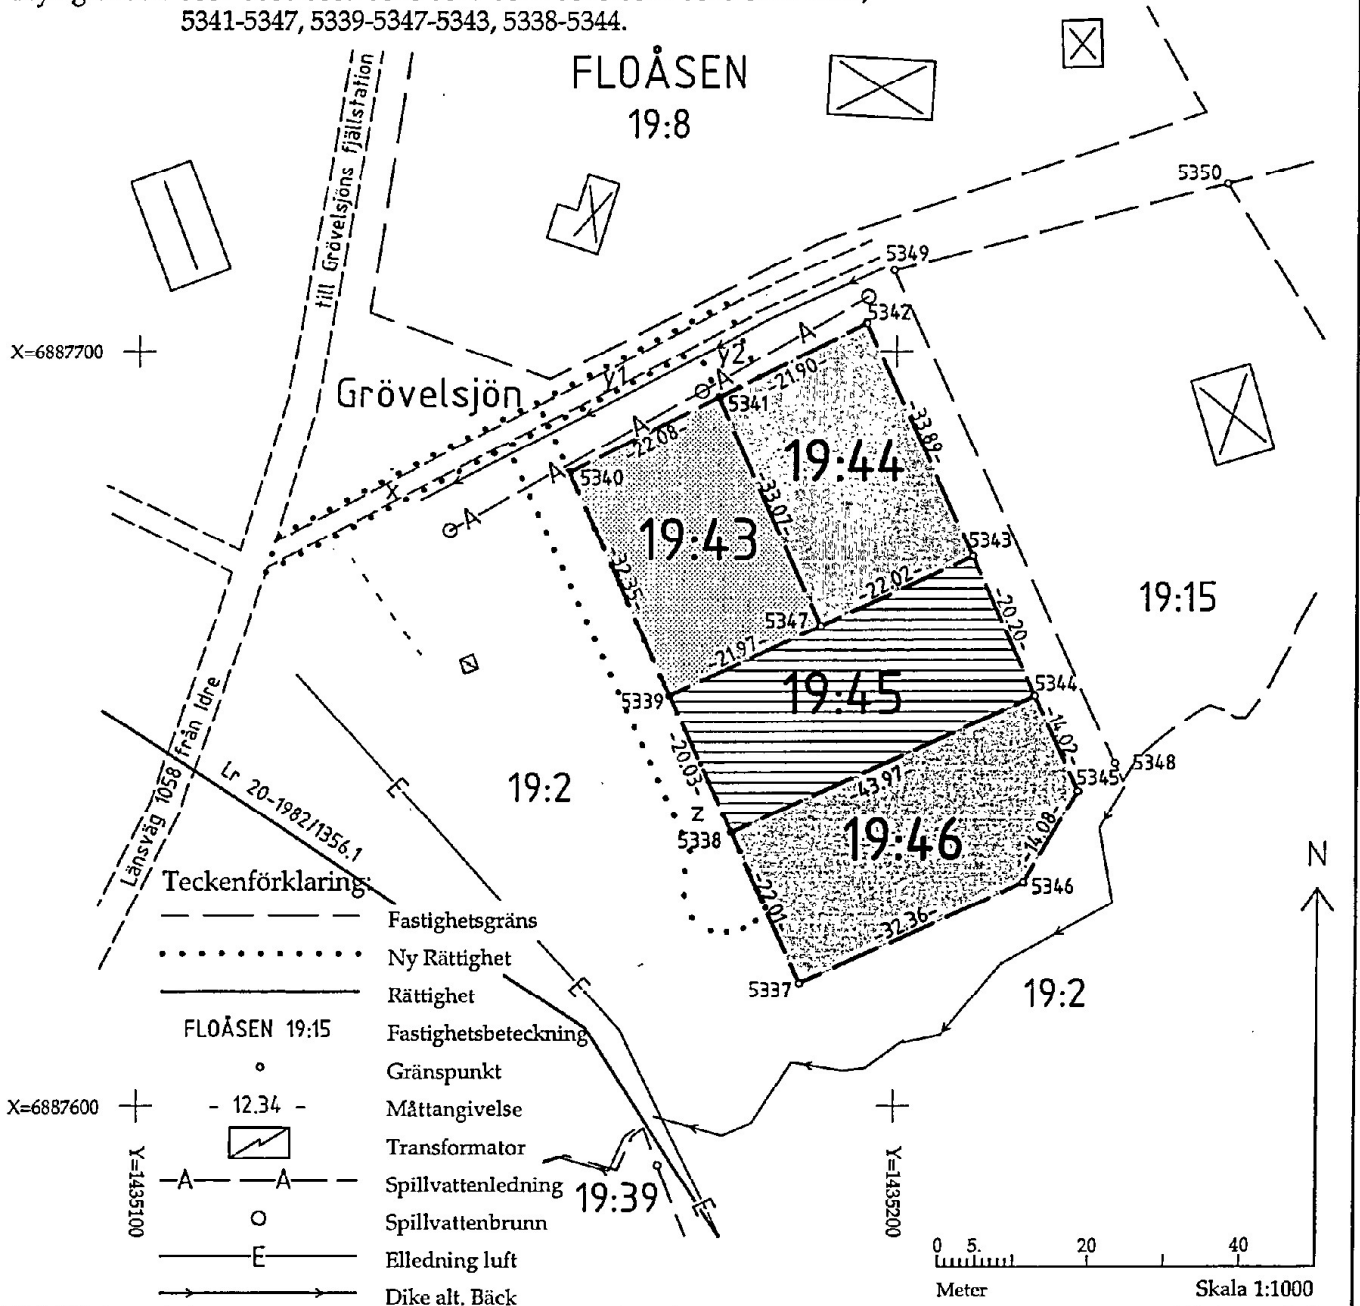 5341-5347, 5339-5347-5343, 5338-5344.
FLOÅSEN
19:8
till Grövelsjöns fjällstation
5350
5349
5342
X=6887700
Grövelsjön
A
y2
y1
A
-21.90-
5341
A
-22.08-
-33.89-
19:44
A
5340
x
A
-33.07-
19:43
5343
-32.35-
-22.02-
19:15
5347
-20.20-
-21.97-
5339
19:45
5344
-14.02-
-20.03-
5348
5345
19:2
E
-43.97-
z
5338
19:46
-14.08-
Länsväg 1058 från Idre
Lr 20-1982/1356.1
N
5346
-22.01-
-32.36-
5337
19:2
E
Teckenförklaring:
Fastighetsgräns
Ny Rättighet
Rättighet
FLOÅSEN 19:15 Fastighetsbeteckning
Gränspunkt
X=6887600
- 12.34 - Måttangivelse
Transformator
A A Spillvattenledning
19:39
E
Y=1435100
Y=1435200
Spillvattenbrunn
E Elledning luft
Dike alt. Bäck
0 5. 20 40
Meter
Skala 1:1000